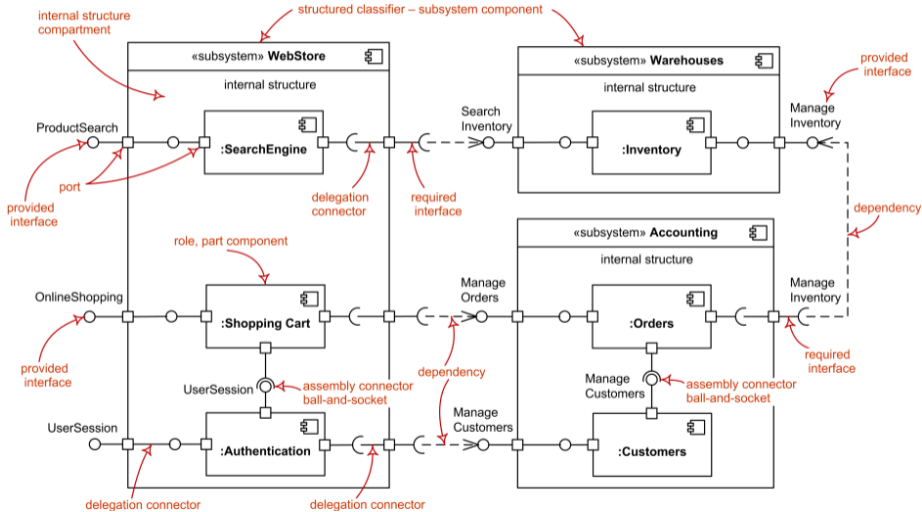 structured classifier – subsystem component
internal structure
compartment
«subsystem» WebStore
internal structure
«subsystem» Warehouses
internal structure
provided
interface
ProductSearch
:SearchEngine
Search
Inventory
:Inventory
Manage
Inventory
port
provided
interface
delegation
connector
required
interface
dependency
role, part component
«subsystem» Accounting
internal structure
OnlineShopping
:Shopping Cart
Manage
Orders
:Orders
Manage
Inventory
provided
interface
UserSession
assembly connector
ball-and-socket
dependency
Manage
Customers
assembly connector
ball-and-socket
required
interface
UserSession
:Authentication
Manage
Customers
:Customers
delegation connector
delegation connector